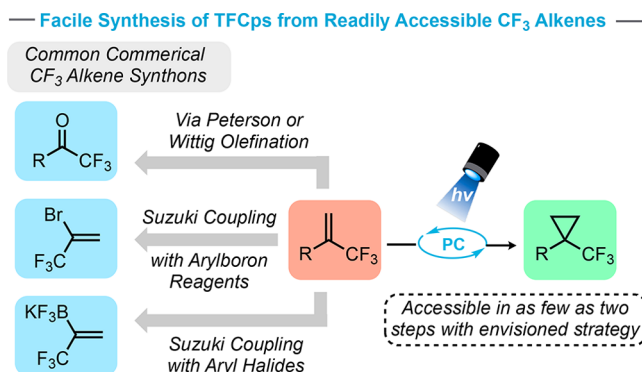 Facile Synthesis of TFCps from Readily Accessible CF3 Alkenes
Common Commerical
CF3 Alkene Synthons
O
R
CF3
Via Peterson or
Wittig Olefination
Br
F3C
Suzuki Coupling
with Arylboron
Reagents
KF3B
F3C
Suzuki Coupling
with Aryl Halides
R
CF3
hv
PC
R
CF3
Accessible in as few as two
steps with envisioned strategy